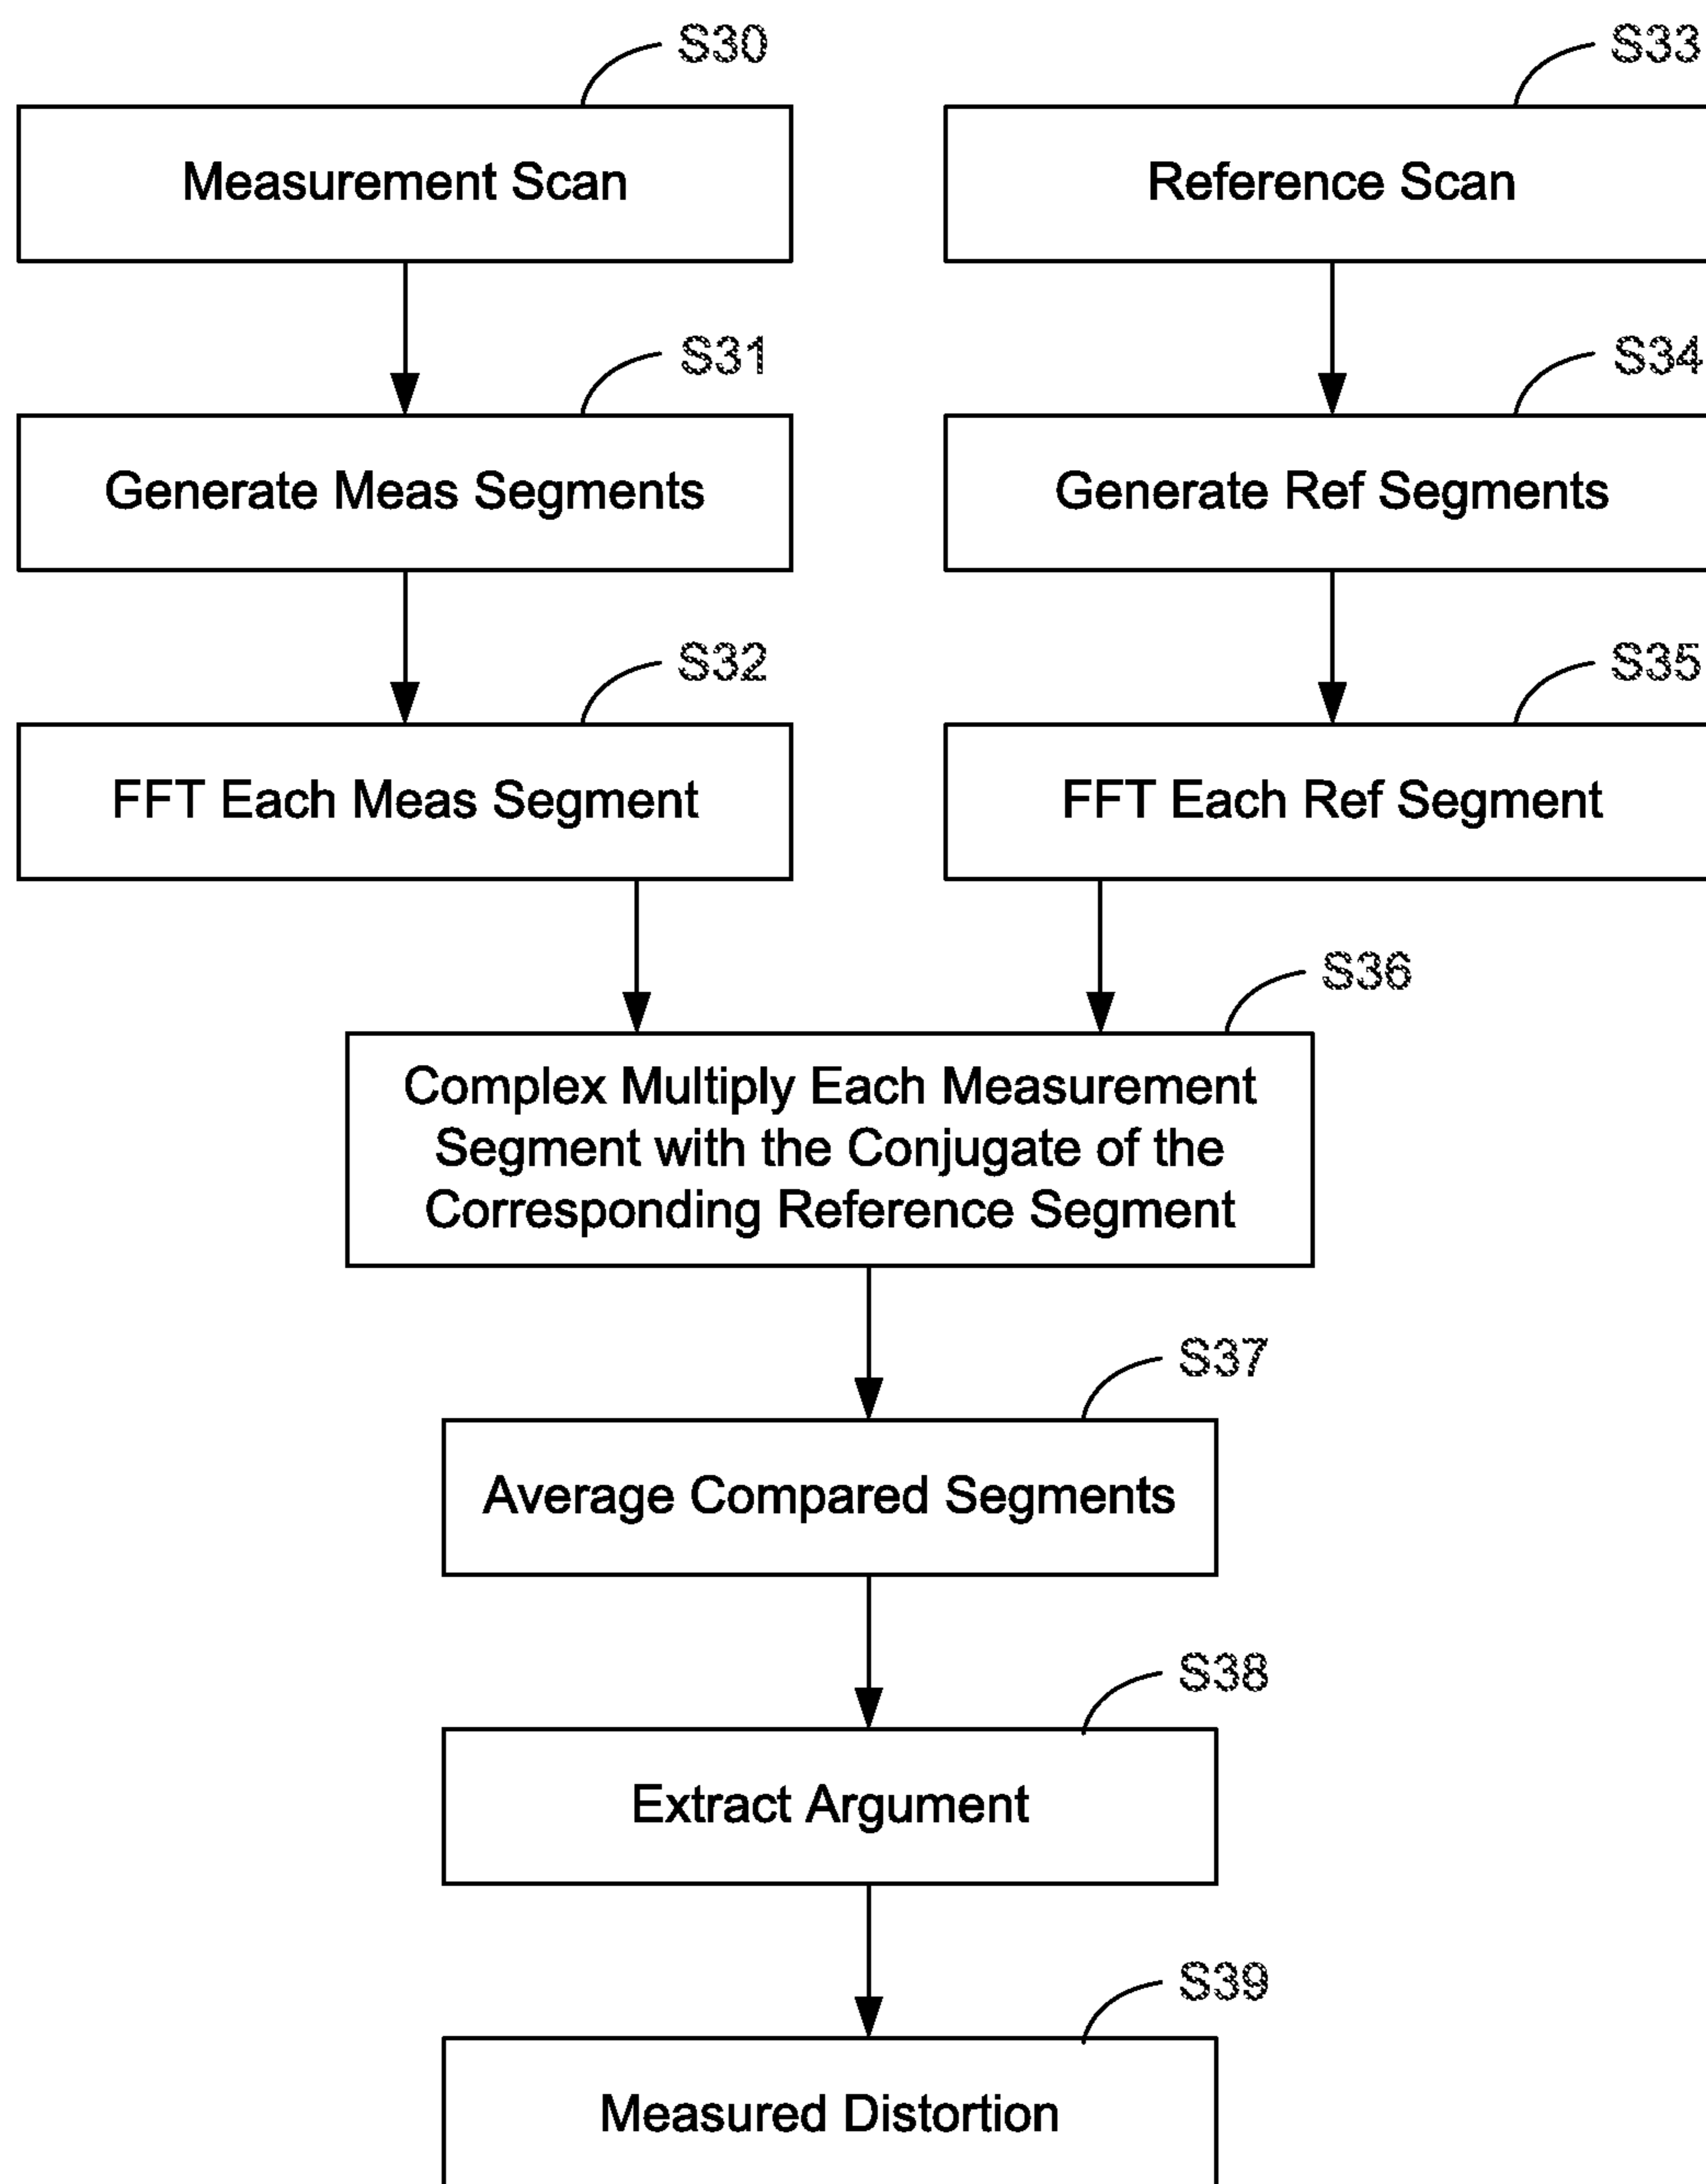 S30
S33
Measurement Scan
Reference Scan
S31
S34
Generate Meas Segments
Generate Ref Segments
S32
S35
FFT Each Meas Segment
FFT Each Ref Segment
S36
Complex Multiply Each Measurement
Segment with the Conjugate of the
Corresponding Reference Segment
S37
Average Compared Segments
S38
Extract Argument
S39
Measured Distortion